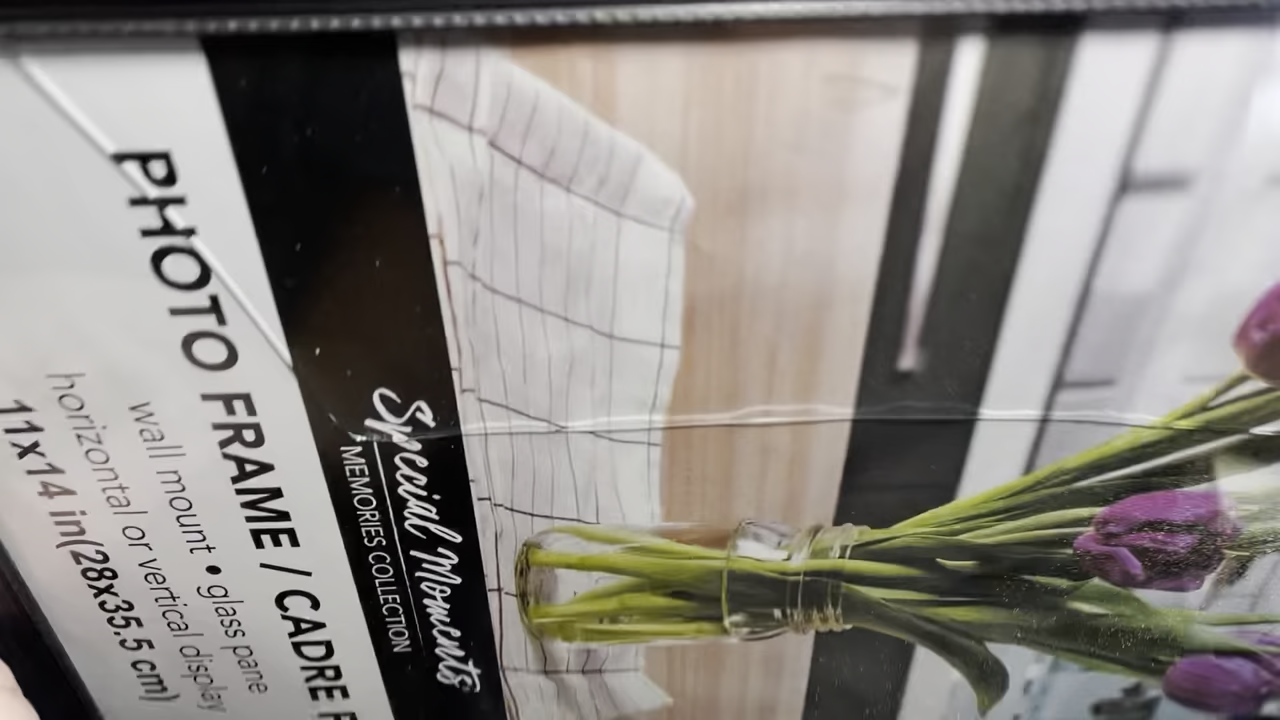 Special Moments
MEMORIES COLLECTION
PHOTO FRAME / CADRE
wall mount • glass pane
horizontal or vertical display
11x14 in(28x35.5 cm)